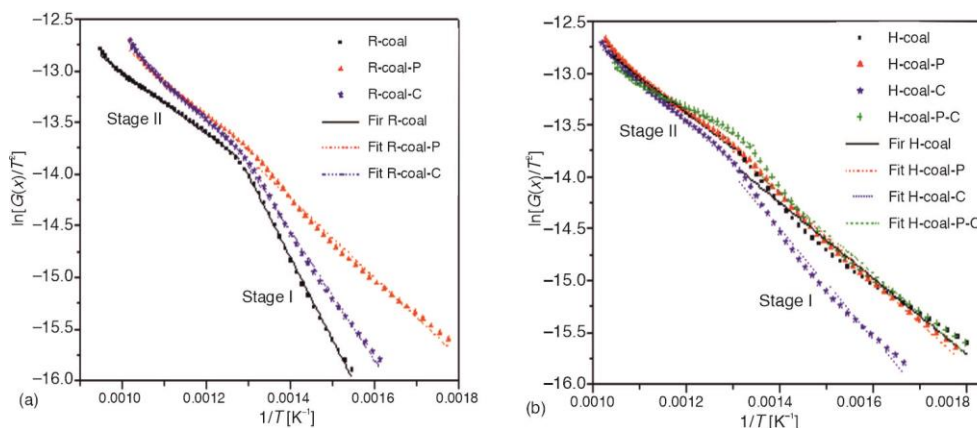 −12.5
−13.0
−13.5
−14.0
−14.5
−15.0
−15.5
−16.0
ln[G(x)/T²]
R-coal
R-coal-P
R-coal-C
Fir R-coal
Fit R-coal-P
Fit R-coal-C
Stage II
Stage I
0.0010 0.0012 0.0014 0.0016 0.0018
(a)
1/T [K⁻¹]
−12.5
−13.0
−13.5
−14.0
−14.5
−15.0
−15.5
−16.0
ln[G(x)/T²]
H-coal
H-coal-P
H-coal-C
H-coal-P-C
Fir H-coal
Fit H-coal-P
Fit H-coal-C
Fit H-coal-P-C
Stage II
Stage I
0.0010 0.0012 0.0014 0.0016 0.0018
(b)
1/T [K⁻¹]